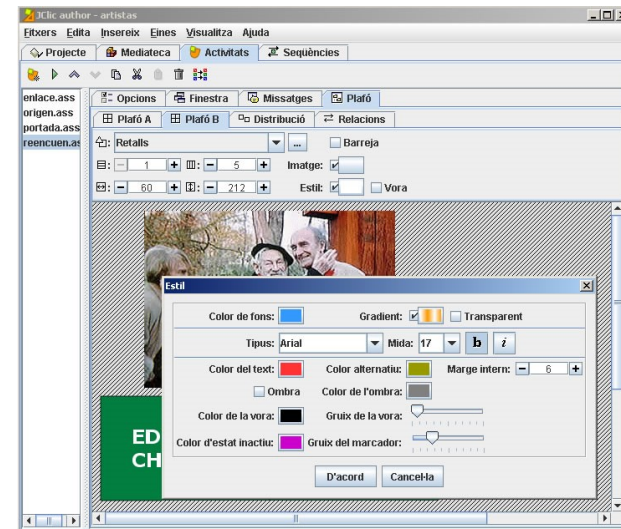 JClic author - artistas
Fitxers Edita Insereix Eines Visualitza Ajuda
Projecte Mediateca Activitats Seqüències
enlace.ass
origen.ass
portada.ass
reencuen.as
Opcions Finestra Missatges Plafó
Plafó A Plafó B Distribució Relacions
Retalls ... Barreja
1 5 Imatge:
60 212 Estil: Vora
Estil
Color de fons: Gradient: Transparent
Tipus: Arial Mida: 17 b i
Color del text: Color alternatiu: Marge intern: 6
Ombra Color de l'ombra:
Color de la vora: Gruix de la vora:
Color d'estat inactiu: Gruix del marcador:
D'acord Cancel·la
ED
CH